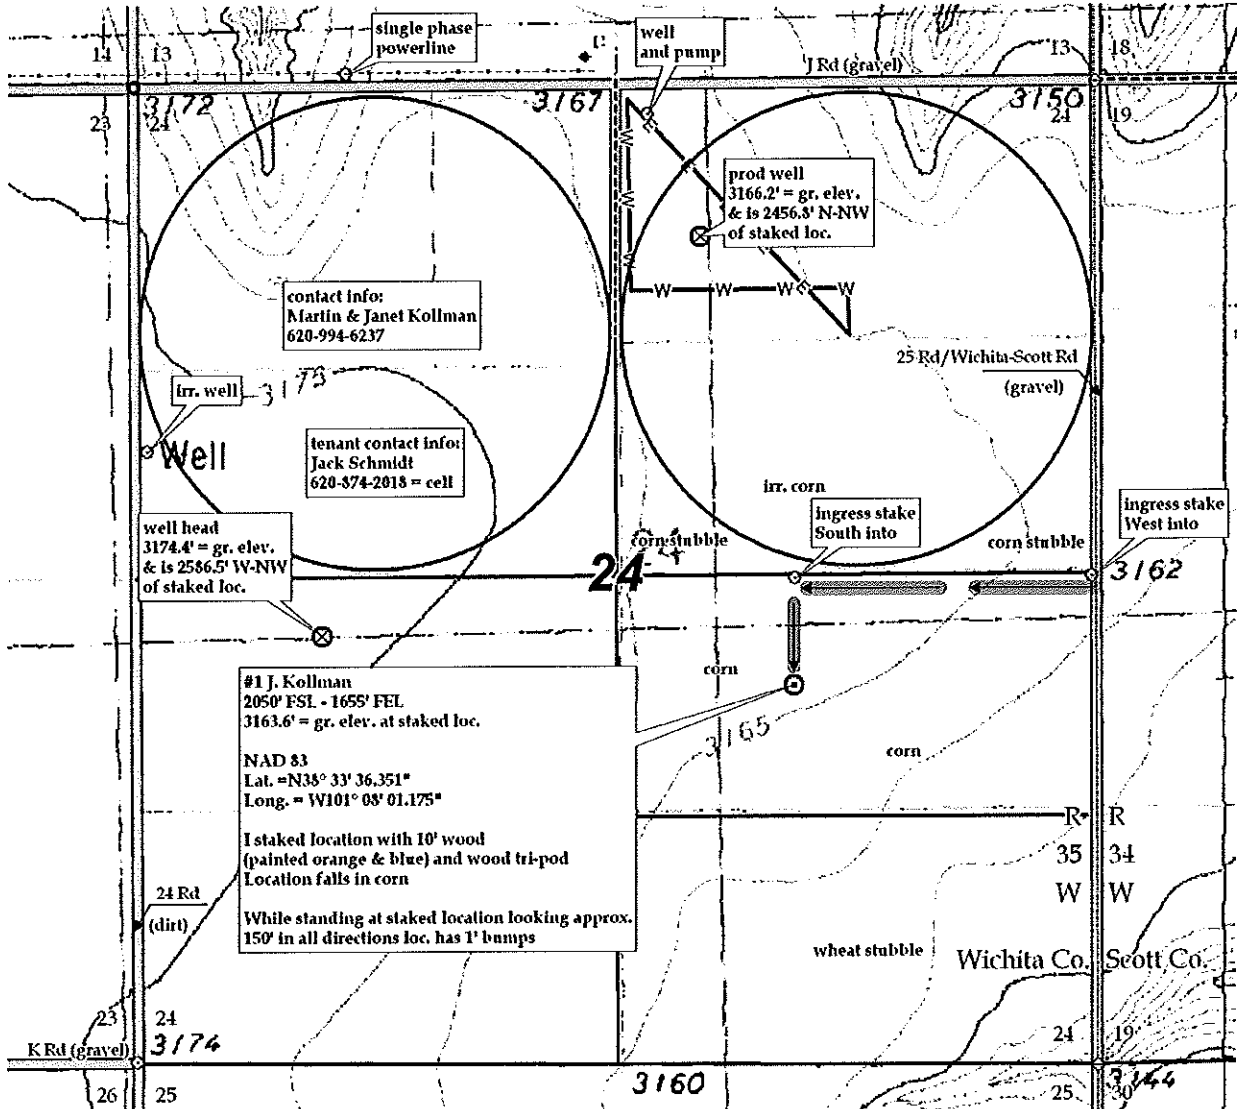 single phase
powerline
well
and pump
14
13
13
18
J Rd (gravel)
3172
3167
3150
23
24
24
19
W
E
W
W
prod well
3166.2' = gr. elev.
& is 2456.8' N-NW
of staked loc.
W
W
W
E
W
contact info:
Martin & Janet Kollman
620-994-6237
25 Rd/Wichita-Scott Rd
(gravel)
irr. well
3175
Well
tenant contact info:
Jack Schmidt
620-874-2018 = cell
irr. corn
ingress stake
South into
ingress stake
West into
well head
3174.4' = gr. elev.
& is 2586.5' W-NW
of staked loc.
corn stubble
corn stubble
24
3162
corn
#1 J. Kollman
2050' FSL - 1655' FEL
3163.6' = gr. elev. at staked loc.
NAD 83
Lat. =N38° 33' 36.351"
Long. = W101° 08' 01.175"
I staked location with 10' wood
(painted orange & blue) and wood tri-pod
Location falls in corn
While standing at staked location looking approx.
150' in all directions loc. has 1' bumps
3165
corn
R
R
35
34
W
W
24 Rd
(dirt)
wheat stubble
Wichita Co.
Scott Co.
23
24
24
19
K Rd (gravel)
3174
3160
3144
26
25
25
30